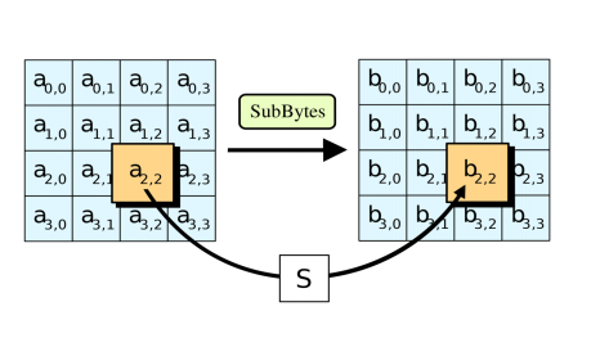 a0,0 a0,1 a0,2 a0,3
b0,0 b0,1 b0,2 b0,3
SubBytes
a1,0 a1,1 a1,2 a1,3
b1,0 b1,1 b1,2 b1,3
a2,0 a2,1 a2,2 a2,3
b2,0 b2,1 b2,2 b2,3
a3,0 a3,1 a3,2 a3,3
b3,0 b3,1 b3,2 b3,3
S